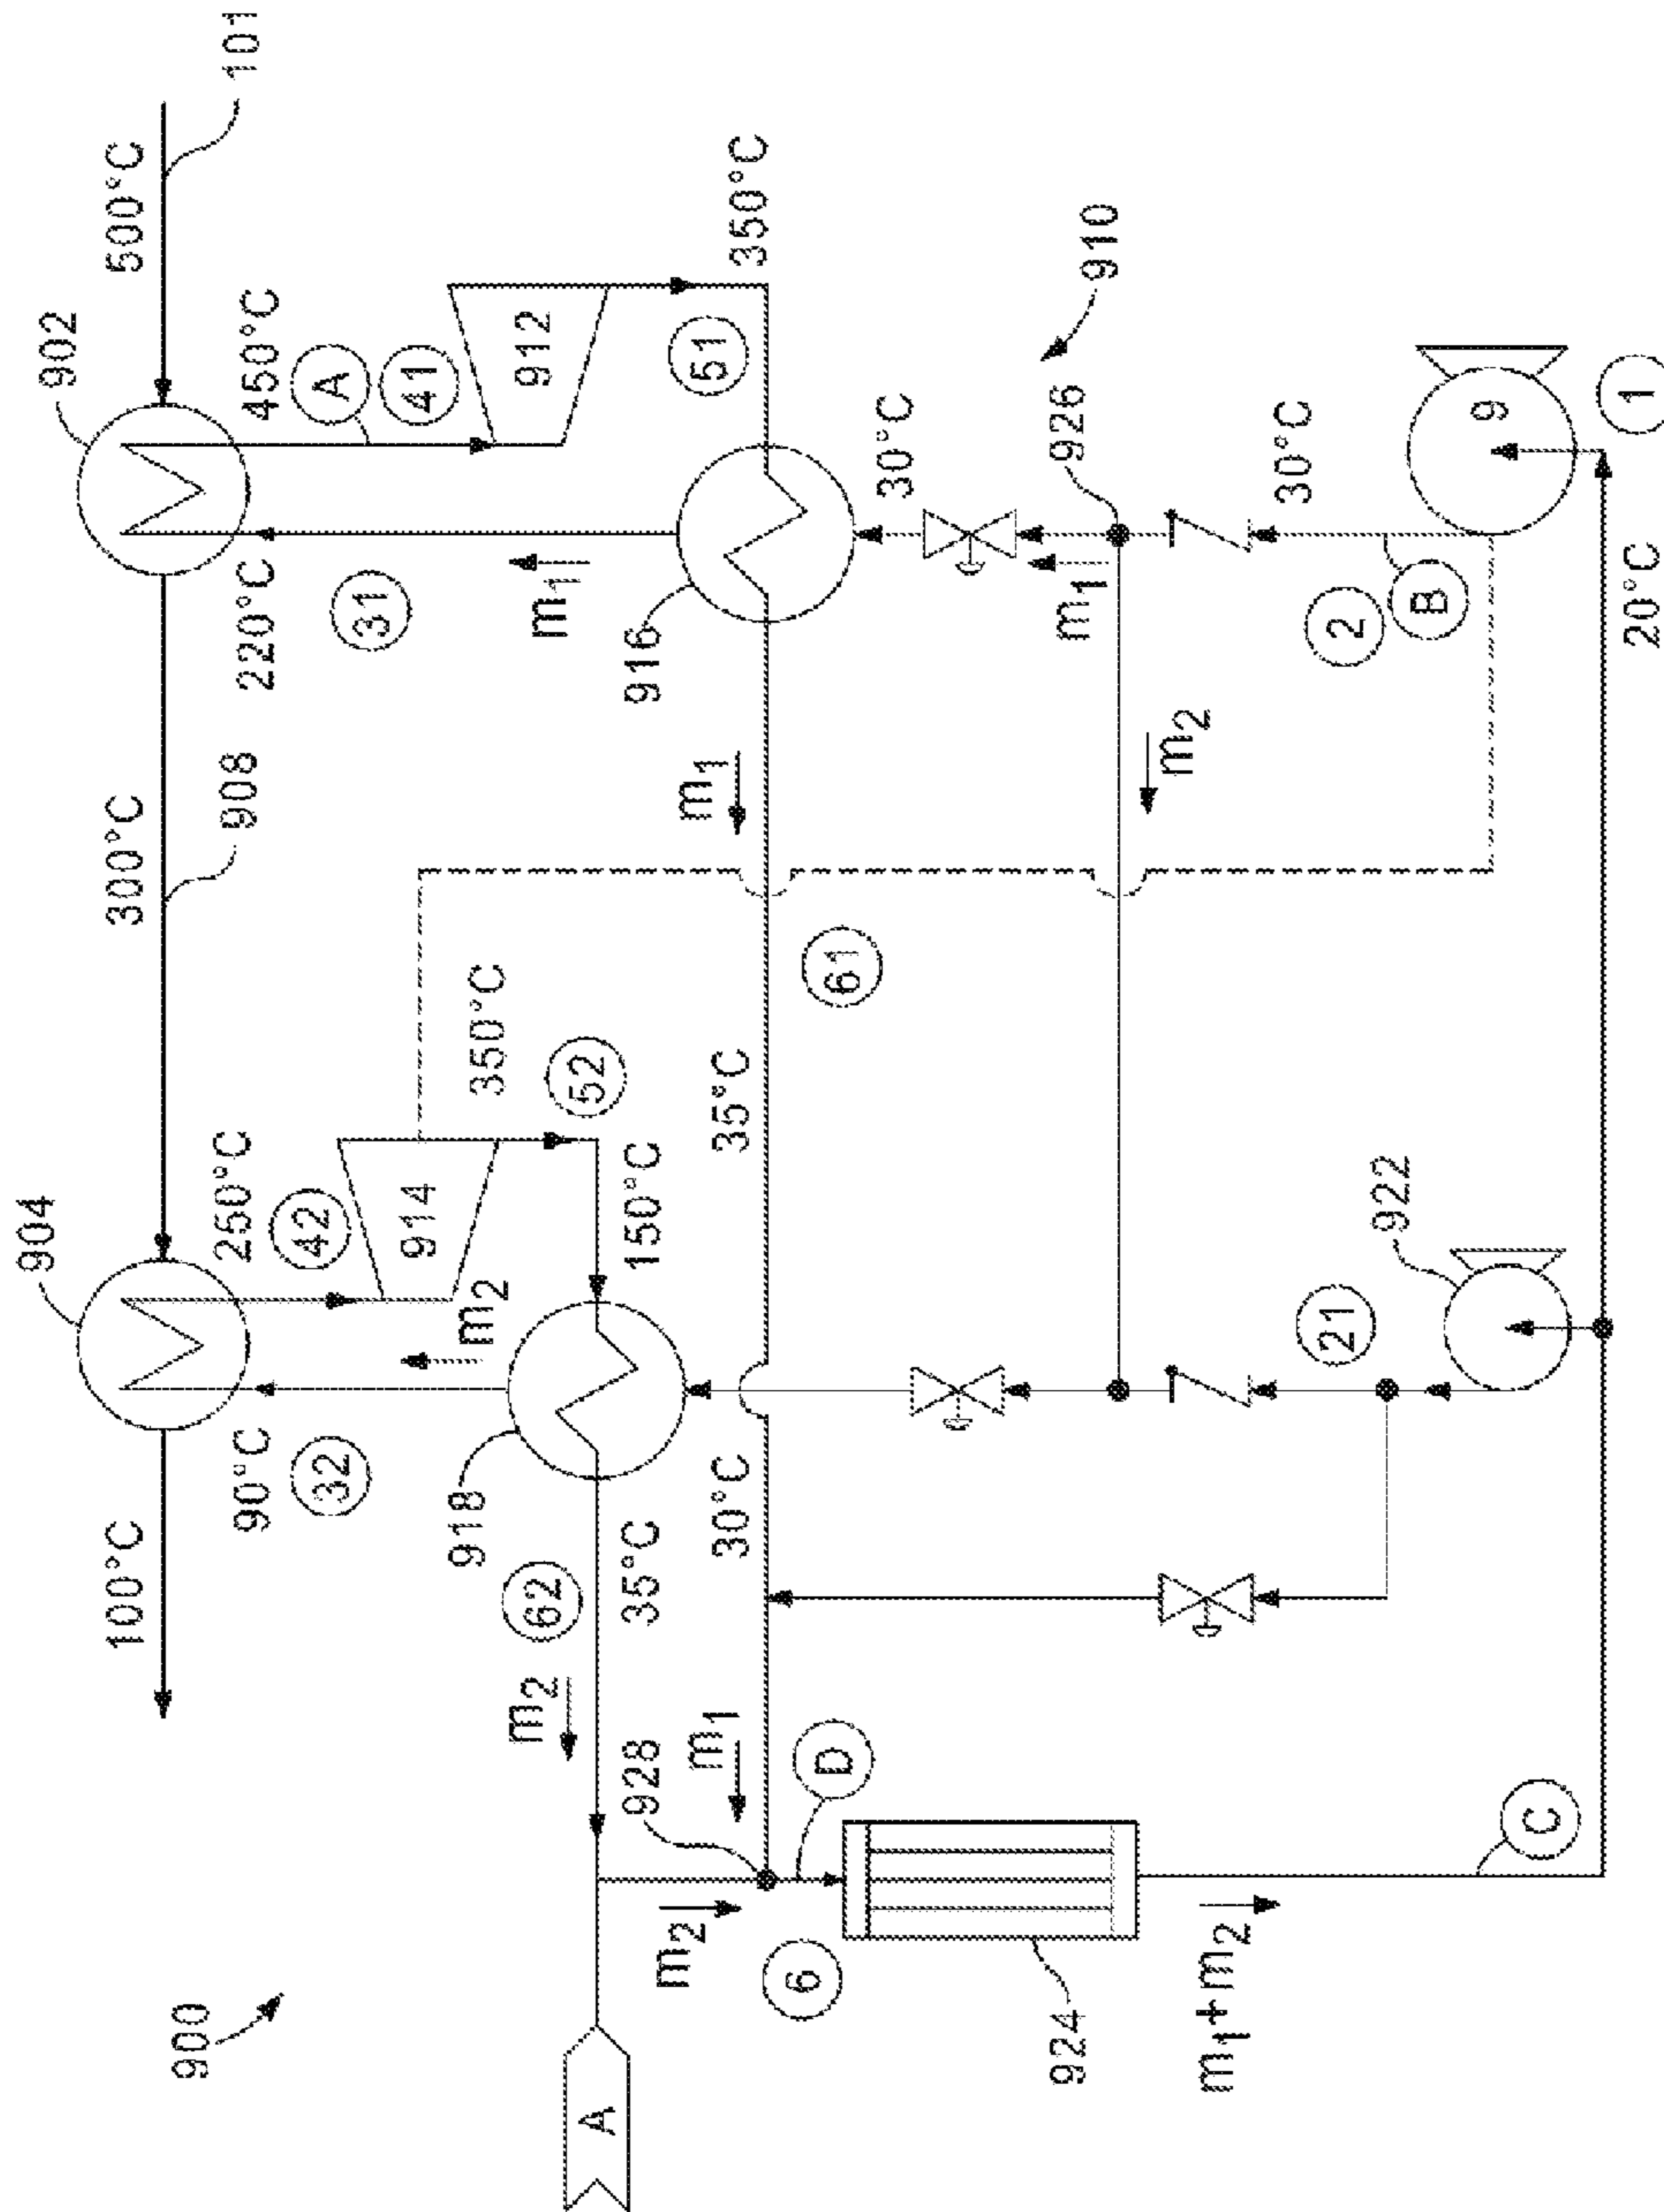 900
100°C
904
300°C
908
902
500°C
101
90°C
32
250°C
42
220°C
31
450°C
A
41
914
912
m₂
350°C
52
m₁
350°C
51
918
62
35°C
m₂
150°C
916
A
928
m₁
30°C
35°C
m₁
61
30°C
m₂
D
6
926
m₁
910
m₂
924
m₁+m₂
C
21
922
2
B
30°C
9
20°C
1